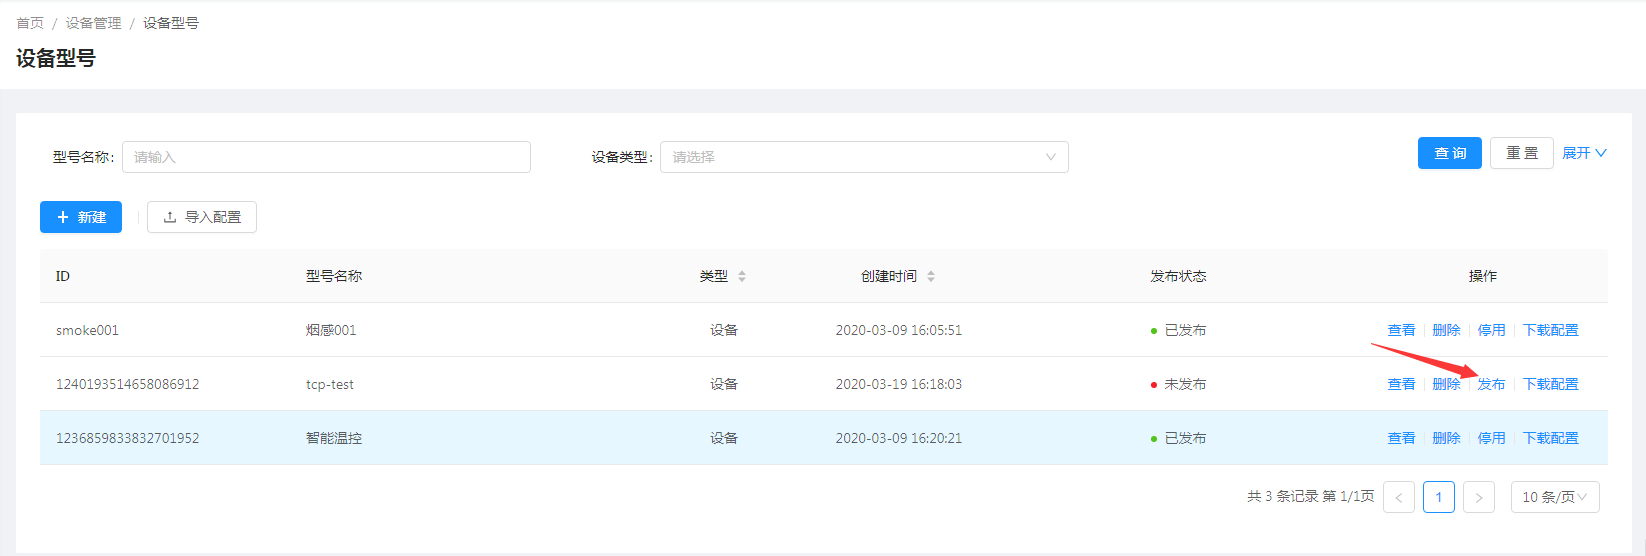 首页 / 设备管理 / 设备型号
设备型号
型号名称: 请输入 设备类型: 请选择 查 询 重 置 展开
+ 新建 导入配置
ID 型号名称 类型 创建时间 发布状态 操作
smoke001 烟感001 设备 2020-03-09 16:05:51 已发布 查看 删除 停用 下载配置
1240193514658086912 tcp-test 设备 2020-03-19 16:18:03 未发布 查看 删除 发布 下载配置
1236859833832701952 智能温控 设备 2020-03-09 16:20:21 已发布 查看 删除 停用 下载配置
共 3 条记录 第 1/1页 < 1 > 10 条/页